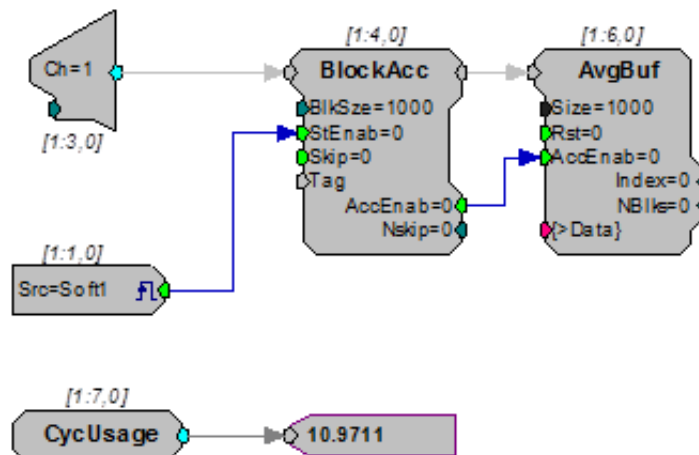 [1:4,0]
[1:6,0]
Ch=1
BlockAcc
AvgBuf
BlkSze=1000
Size=1000
StEnab=0
Rst=0
[1:3,0]
Skip=0
AccEnab=0
Tag
Index=0
AccEnab=0
NBlks=0
Nskip=0
{>Data}
[1:1,0]
Src=Soft1
[1:7,0]
CycUsage
10.9711